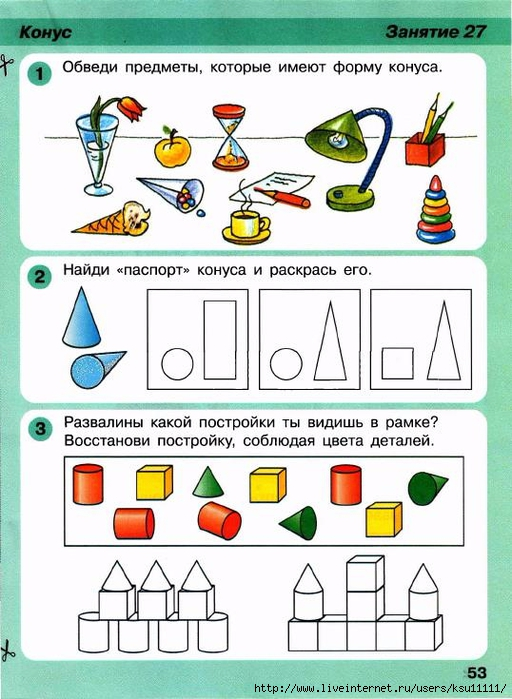 Конус
Занятие 27
1 Обведи предметы, которые имеют форму конуса.
2 Найди «паспорт» конуса и раскрась его.
3 Развалины какой постройки ты видишь в рамке?
Восстанови постройку, соблюдая цвета деталей.
53
http://www.liveinternet.ru/users/ksu11111/